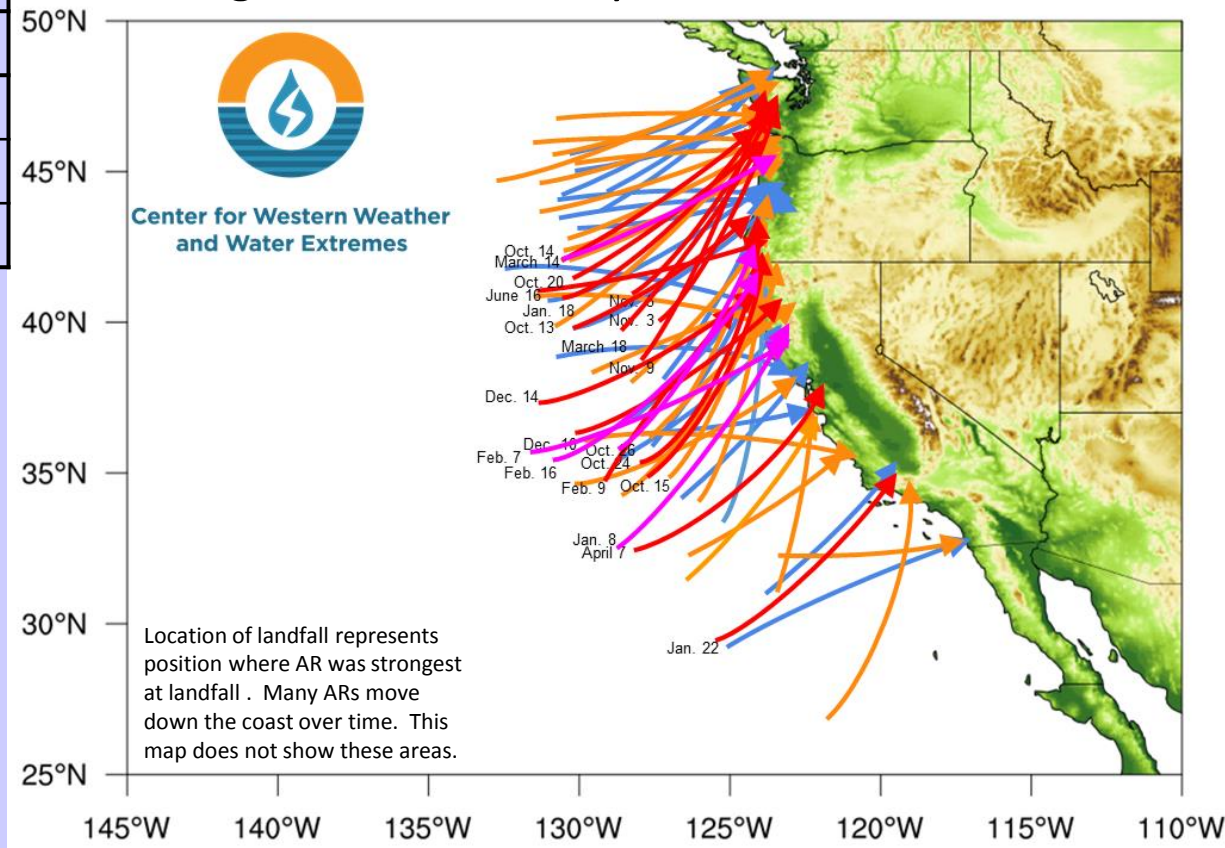 50°N
45°N
40°N
35°N
30°N
25°N
Center for Western Weather
and Water Extremes
Oct. 14
March 14
Oct. 20
June 16
Jan. 18
Oct. 13
Nov. 3
March 18
Nov. 9
Dec. 14
Dec. 10
Feb. 7
Oct. 26
Feb. 16
Oct. 24
Feb. 9
Oct. 15
Jan. 8
April 7
Jan. 22
Location of landfall represents
position where AR was strongest
at landfall . Many ARs move
down the coast over time. This
map does not show these areas.
145°W 140°W 135°W 130°W 125°W 120°W 115°W 110°W